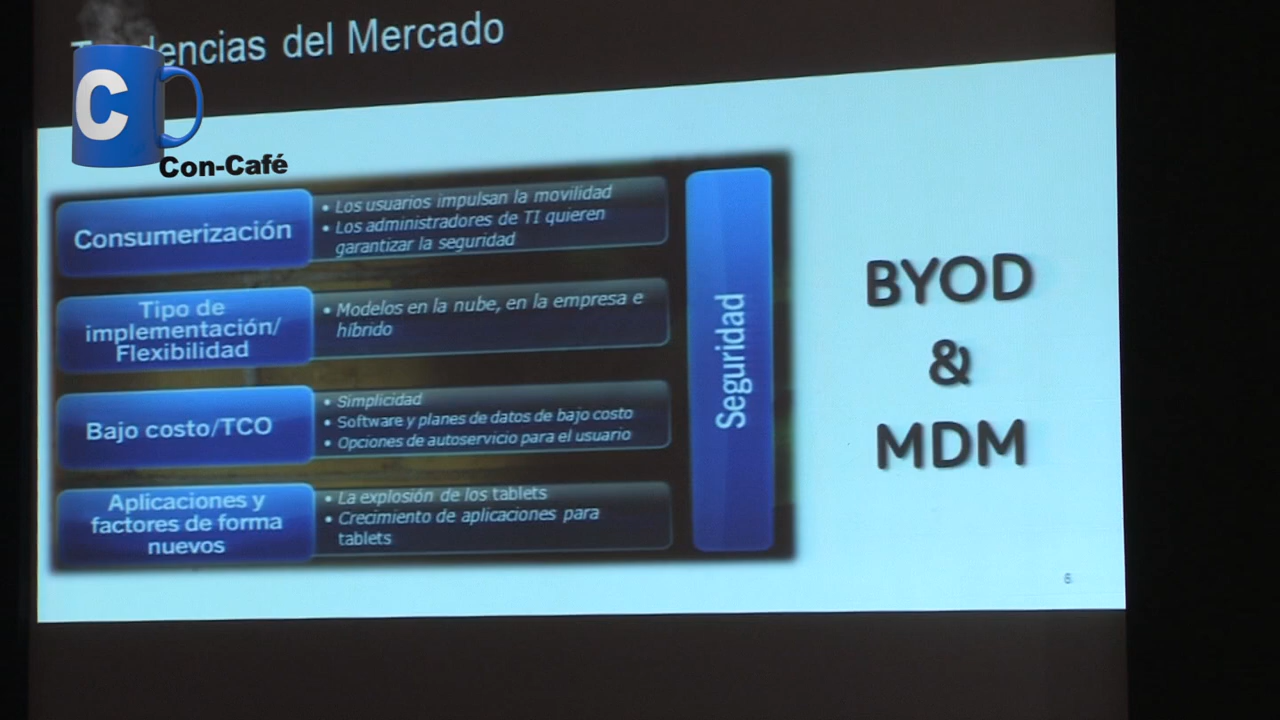 Tendencias del Mercado
C
Con-Café
Consumerización
• Los usuarios impulsan la movilidad
• Los administradores de TI quieren
garantizar la seguridad
Tipo de
implementación/
Flexibilidad
• Modelos en la nube, en la empresa e
híbrido
Bajo costo/TCO
• Simplicidad
• Software y planes de datos de bajo costo
• Opciones de autoservicio para el usuario
Aplicaciones y
factores de forma
nuevos
• La explosión de los tablets
• Crecimiento de aplicaciones para
tablets
Seguridad
BYOD
&
MDM
6